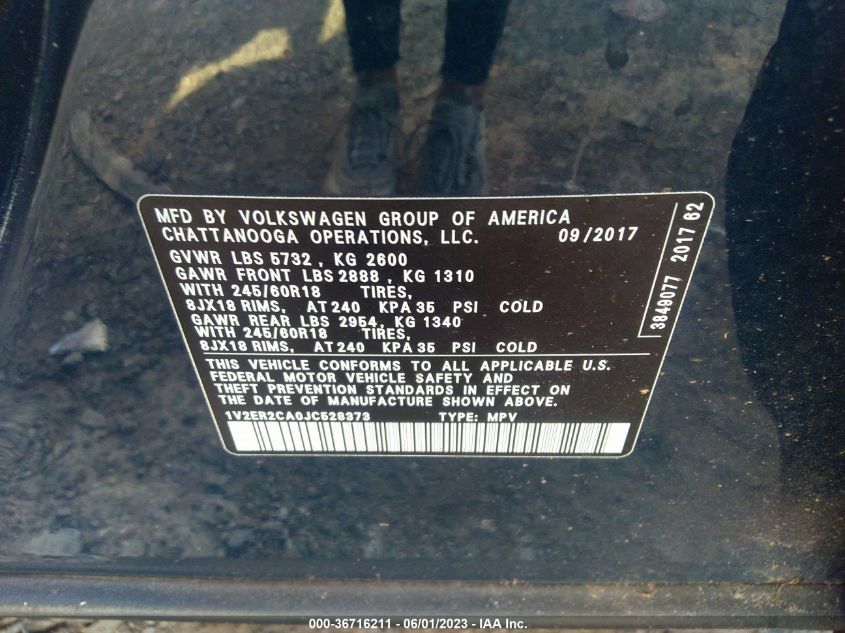 MFD BY VOLKSWAGEN GROUP OF AMERICA
CHATTANOOGA OPERATIONS, LLC. 09/2017
GVWR LBS 5732 , KG 2600
GAWR FRONT LBS 2888 , KG 1310
WITH 245/60R18 TIRES,
8JX18 RIMS, AT 240 KPA 35 PSI COLD
GAWR REAR LBS 2954, KG 1340
WITH 245/60R18 TIRES,
8JX18 RIMS, AT 240 KPA 35 PSI COLD
THIS VEHICLE CONFORMS TO ALL APPLICABLE U.S.
FEDERAL MOTOR VEHICLE SAFETY AND
THEFT PREVENTION STANDARDS IN EFFECT ON
THE DATE OF MANUFACTURE SHOWN ABOVE.
1V2ER2CA0JC528373 TYPE: MPV
3849077 2017 62
000-36716211 - 06/01/2023 - IAA Inc.